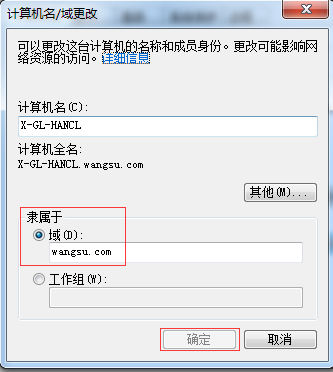 计算机名/域更改
可以更改这台计算机的名称和成员身份。更改可能影响网
络资源的访问。详细信息
计算机名(C):
X-GL-HANCL
计算机全名:
X-GL-HANCL.wangsu.com
其他(M)...
隶属于
域(D):
wangsu.com
工作组(W):
确定
取消